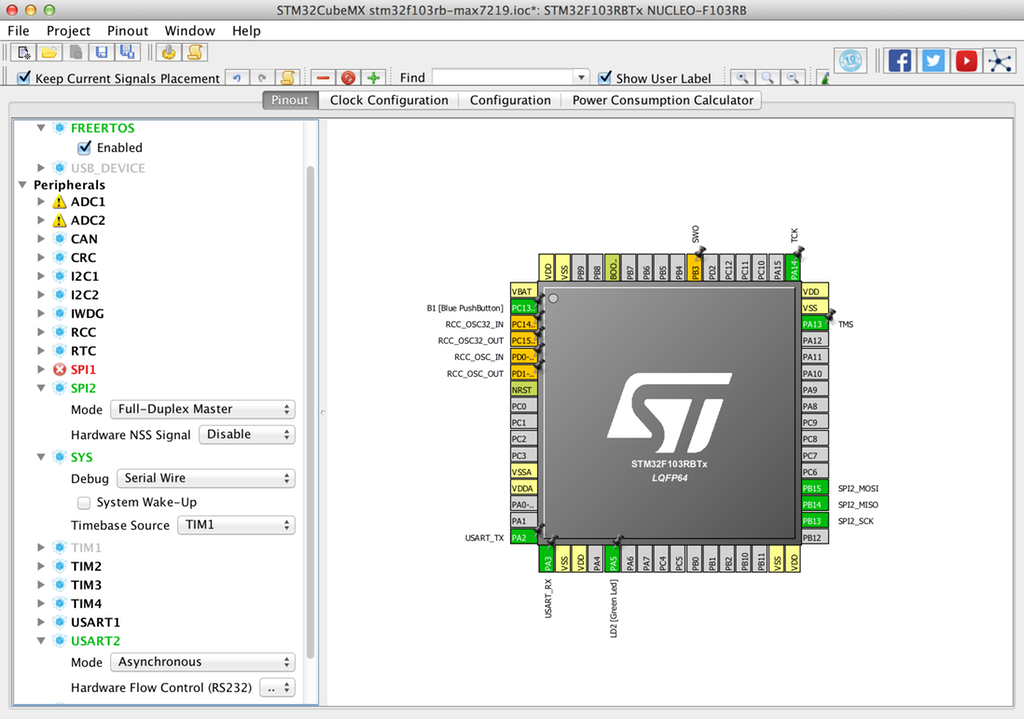 STM32CubeMX stm32f103rb-max7219.ioc*: STM32F103RBTx NUCLEO-F103RB
File Project Pinout Window Help
Keep Current Signals Placement
Find
Show User Label
19
Pinout Clock Configuration Configuration Power Consumption Calculator
FREERTOS
Enabled
USB_DEVICE
Peripherals
ADC1
ADC2
CAN
CRC
I2C1
I2C2
IWDG
RCC
RTC
SPI1
SPI2
Mode Full-Duplex Master
Hardware NSS Signal Disable
SYS
Debug Serial Wire
System Wake-Up
Timebase Source TIM1
TIM1
TIM2
TIM3
TIM4
USART1
USART2
Mode Asynchronous
Hardware Flow Control (RS232) ..
SWO TCK
VDD VSS PB9 PB8 BOO.. PB7 PB6 PB5 PB4 PB3 PD2 PC12 PC11 PC10 PA15 PA14
VBAT VDD
B1 [Blue PushButton] PC13.. VSS
RCC_OSC32_IN PC14.. PA13 TMS
RCC_OSC32_OUT PC15.. PA12
RCC_OSC_IN PD0-.. PA11
RCC_OSC_OUT PD1-.. PA10
NRST PA9
PC0 PA8
PC1 PC9
PC2 PC8
PC3 PC7
VSSA PC6
VDDA PB15 SPI2_MOSI
PA0-.. PB14 SPI2_MISO
PA1 PB13 SPI2_SCK
USART_TX PA2 PB12
ST
STM32F103RBTx
LQFP64
PA3 VSS VDD PA4 PA5 PA6 PA7 PC4 PC5 PB0 PB1 PB2 PB10 PB11 VSS VDD
USART_RX LD2 [Green Led]